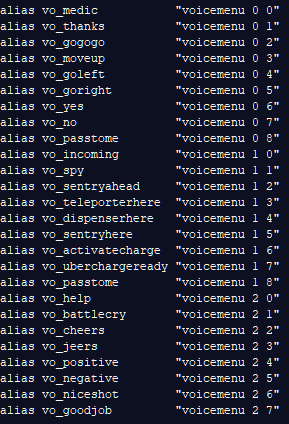 alias vo_medic "voicemenu 0 0"
alias vo_thanks "voicemenu 0 1"
alias vo_gogogo "voicemenu 0 2"
alias vo_moveup "voicemenu 0 3"
alias vo_goleft "voicemenu 0 4"
alias vo_goright "voicemenu 0 5"
alias vo_yes "voicemenu 0 6"
alias vo_no "voicemenu 0 7"
alias vo_passtome "voicemenu 0 8"
alias vo_incoming "voicemenu 1 0"
alias vo_spy "voicemenu 1 1"
alias vo_sentryahead "voicemenu 1 2"
alias vo_teleporterhere "voicemenu 1 3"
alias vo_dispenserhere "voicemenu 1 4"
alias vo_sentryhere "voicemenu 1 5"
alias vo_activatecharge "voicemenu 1 6"
alias vo_uberchargeready "voicemenu 1 7"
alias vo_passtome "voicemenu 1 8"
alias vo_help "voicemenu 2 0"
alias vo_battlecry "voicemenu 2 1"
alias vo_cheers "voicemenu 2 2"
alias vo_jeers "voicemenu 2 3"
alias vo_positive "voicemenu 2 4"
alias vo_negative "voicemenu 2 5"
alias vo_niceshot "voicemenu 2 6"
alias vo_goodjob "voicemenu 2 7"